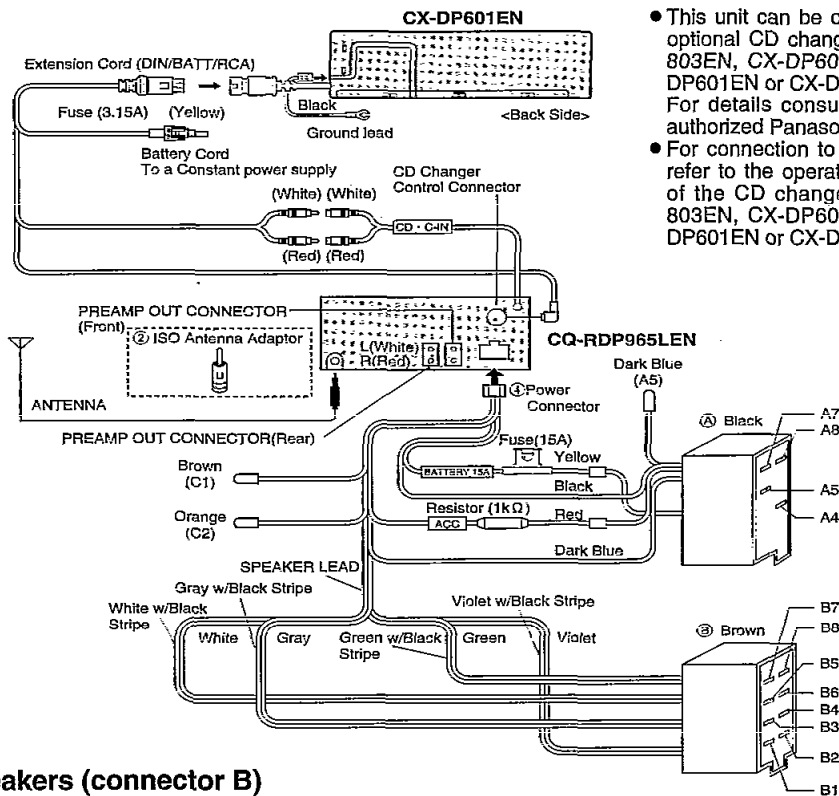 CX-DP601EN
Extension Cord (DIN/BATT/RCA)
Fuse (3.15A) (Yellow)
Black
<Back Side>
Ground lead
Battery Cord
To a Constant power supply
CD Changer
Control Connector
(White) (White)
CD · C-IN
(Red) (Red)
● This unit can be c
optional CD chang
803EN, CX-DP60
DP601EN or CX-D
For details consu
authorized Panaso
● For connection to
refer to the operat
of the CD change
803EN, CX-DP60
DP601EN or CX-D
PREAMP OUT CONNECTOR
(Front)
② ISO Antenna Adaptor
L(White)
R(Red)
CQ-RDP965LEN
ANTENNA
PREAMP OUT CONNECTOR(Rear)
④Power
Connector
Dark Blue
(A5)
Ⓐ Black
A7
A8
A5
A4
Fuse(15A)
Yellow
BATTERY 15A
Black
Brown
(C1)
Resistor (1kΩ)
ACC
Red
Orange
(C2)
Dark Blue
SPEAKER LEAD
Gray w/Black Stripe
White w/Black
Stripe
Violet w/Black Stripe
White
Gray
Green w/Black
Stripe
Green
Violet
Ⓑ Brown
B7
B8
B5
B6
B4
B3
B2
B1
eakers (connector B)